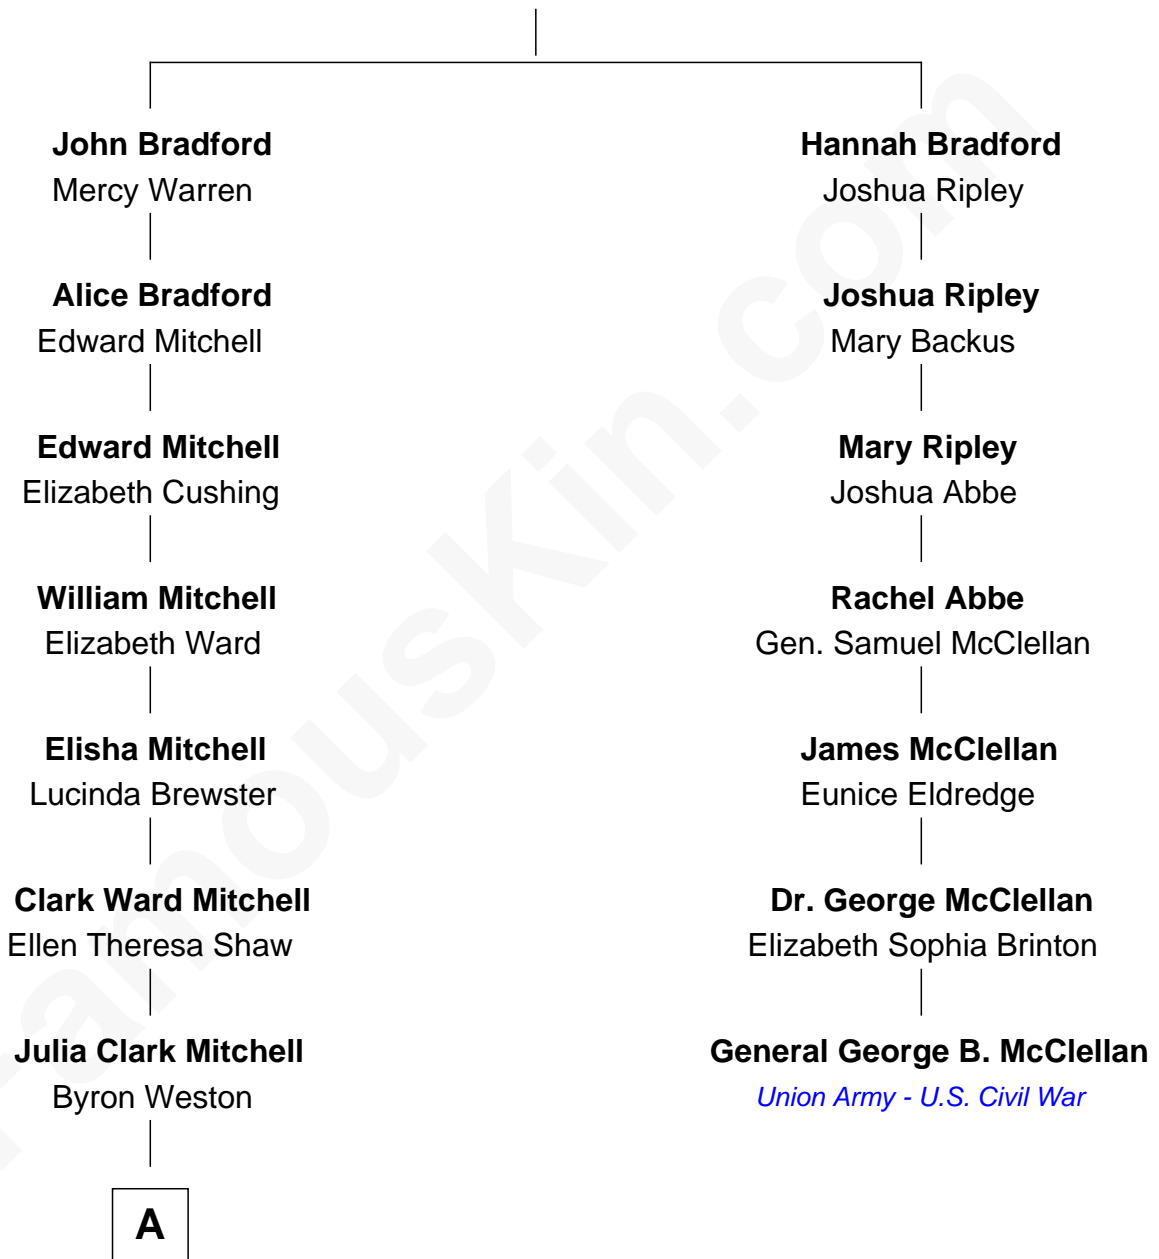 John Bradford
Mercy Warren
Hannah Bradford
Joshua Ripley
Alice Bradford
Edward Mitchell
Joshua Ripley
Mary Backus
Edward Mitchell
Elizabeth Cushing
Mary Ripley
Joshua Abbe
William Mitchell
Elizabeth Ward
Rachel Abbe
Gen. Samuel McClellan
Elisha Mitchell
Lucinda Brewster
James McClellan
Eunice Eldredge
Clark Ward Mitchell
Ellen Theresa Shaw
Dr. George McClellan
Elizabeth Sophia Brinton
Julia Clark Mitchell
Byron Weston
General George B. McClellan
Union Army - U.S. Civil War
A
FamousKin.com